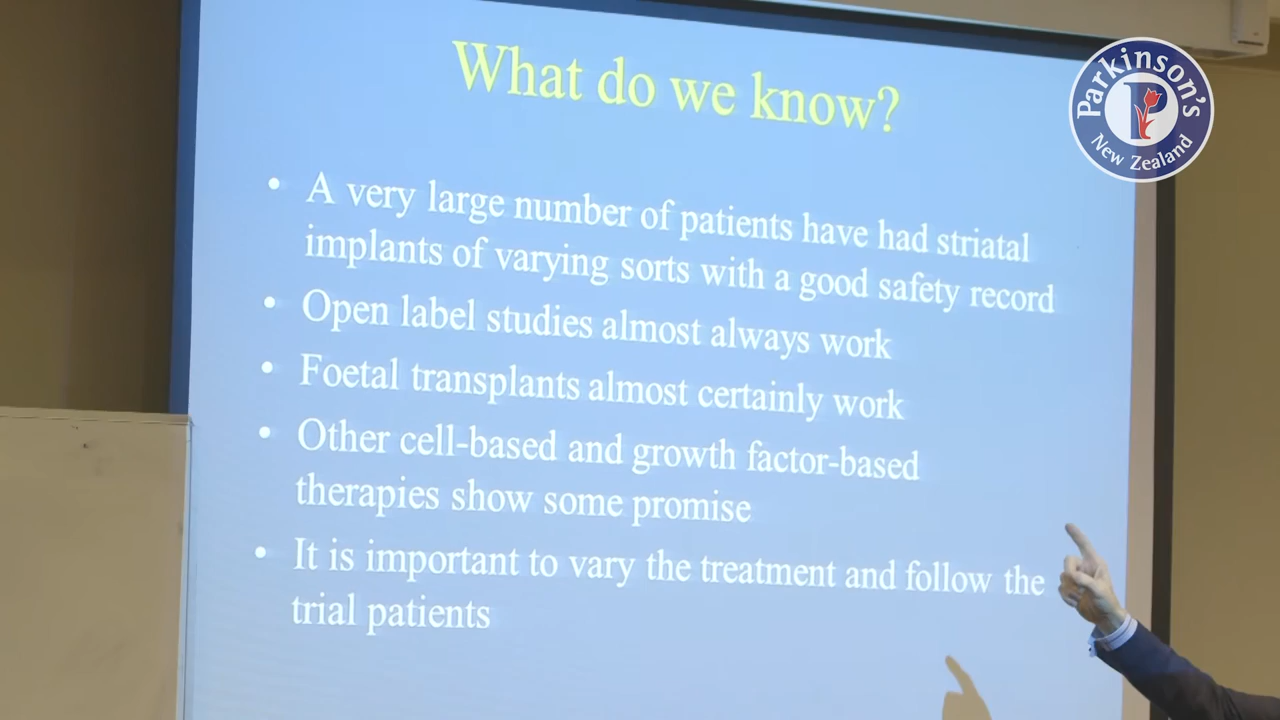 What do we know?
• A very large number of patients have had striatal
implants of varying sorts with a good safety record
• Open label studies almost always work
• Foetal transplants almost certainly work
• Other cell-based and growth factor-based
therapies show some promise
• It is important to vary the treatment and follow the
trial patients
Parkinson's
P
New Zealand